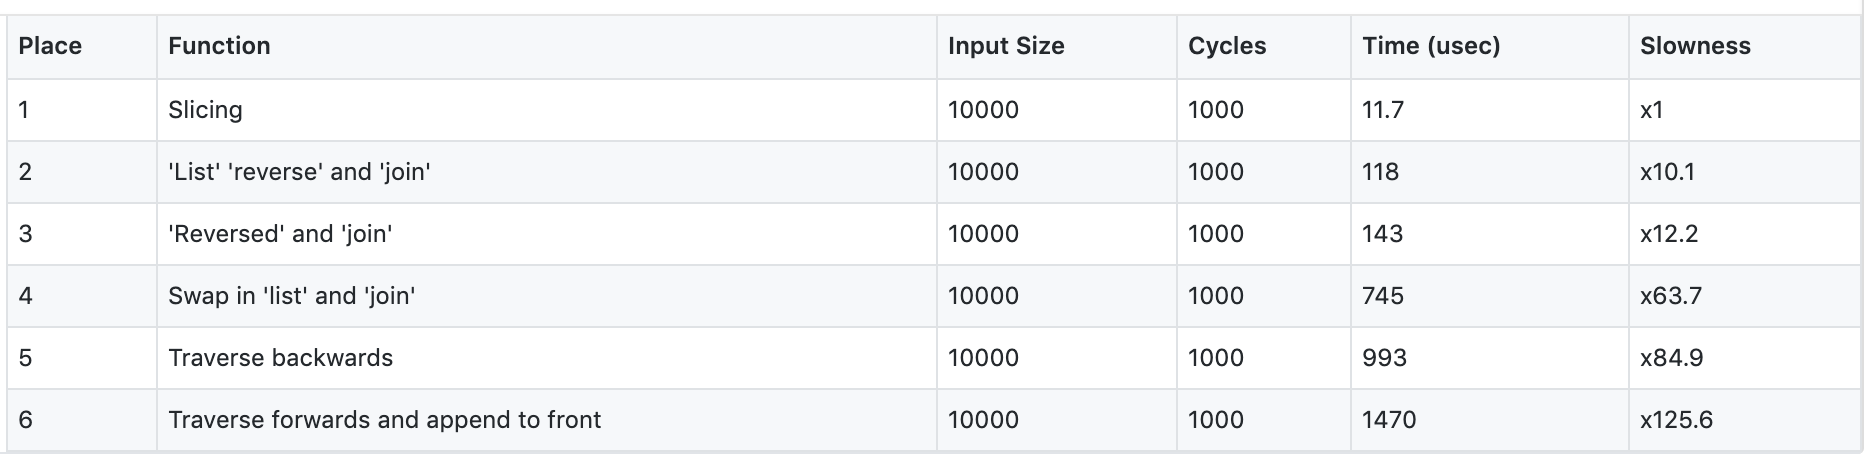 Place Function Input Size Cycles Time (usec) Slowness
1 Slicing 10000 1000 11.7 x1
2 'List' 'reverse' and 'join' 10000 1000 118 x10.1
3 'Reversed' and 'join' 10000 1000 143 x12.2
4 Swap in 'list' and 'join' 10000 1000 745 x63.7
5 Traverse backwards 10000 1000 993 x84.9
6 Traverse forwards and append to front 10000 1000 1470 x125.6